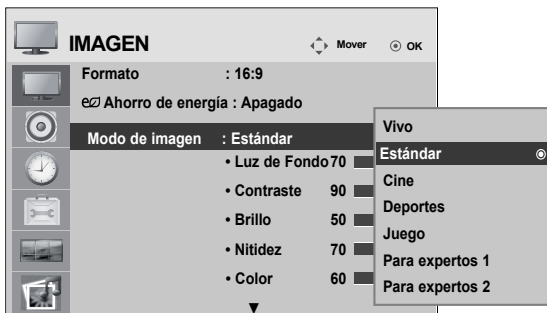 IMAGEN
Mover
OK
Formato : 16:9
Ahorro de energía : Apagado
Modo de imagen : Estándar
• Luz de Fondo 70
• Contraste 90
• Brillo 50
• Nitidez 70
• Color 60
Vivo
Estándar
Cine
Deportes
Juego
Para expertos 1
Para expertos 2